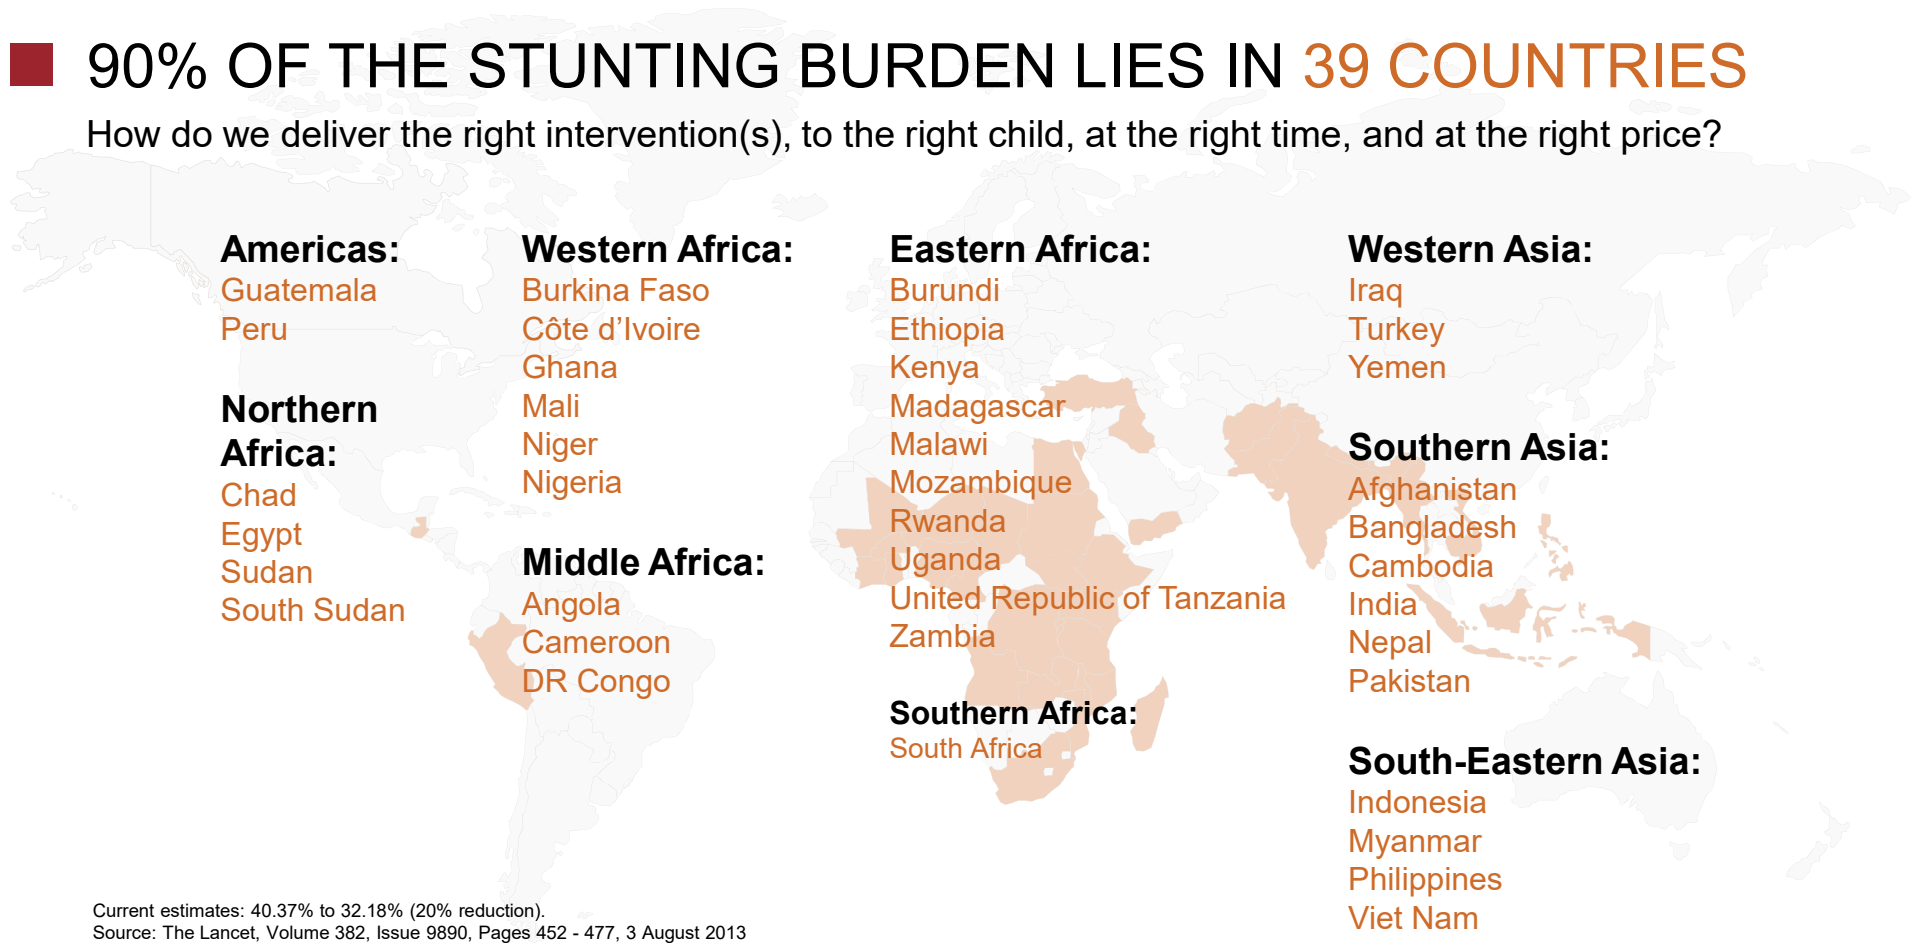 90% OF THE STUNTING BURDEN LIES IN 39 COUNTRIES
How do we deliver the right intervention(s), to the right child, at the right time, and at the right price?
Americas:
Guatemala
Peru
Northern
Africa:
Chad
Egypt
Sudan
South Sudan
Western Africa:
Burkina Faso
Côte d’Ivoire
Ghana
Mali
Niger
Nigeria
Middle Africa:
Angola
Cameroon
DR Congo
Eastern Africa:
Burundi
Ethiopia
Kenya
Madagascar
Malawi
Mozambique
Rwanda
Uganda
United Republic of Tanzania
Zambia
Southern Africa:
South Africa
Western Asia:
Iraq
Turkey
Yemen
Southern Asia:
Afghanistan
Bangladesh
Cambodia
India
Nepal
Pakistan
South-Eastern Asia:
Indonesia
Myanmar
Philippines
Viet Nam
Current estimates: 40.37% to 32.18% (20% reduction).
Source: The Lancet, Volume 382, Issue 9890, Pages 452 - 477, 3 August 2013